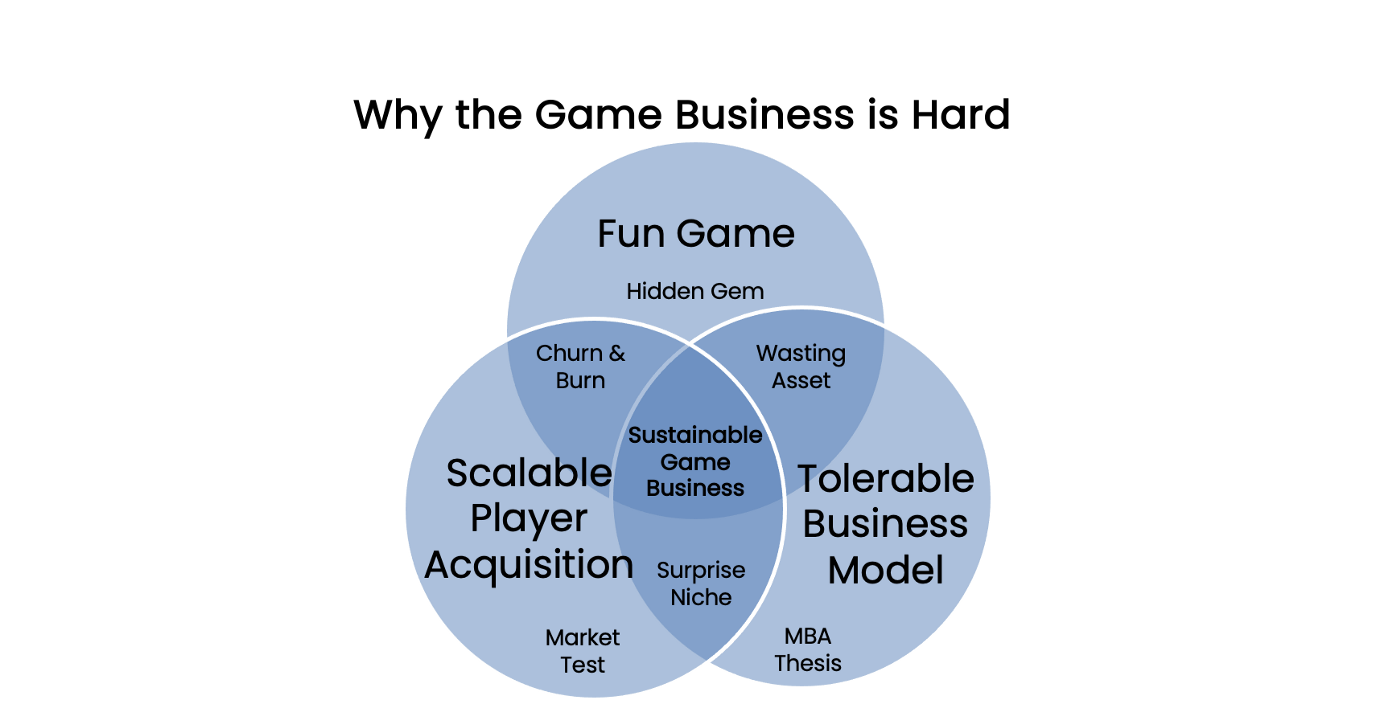 Why the Game Business is Hard
Fun Game
Hidden Gem
Churn &
Burn
Wasting
Asset
Sustainable
Game
Business
Scalable
Player
Acquisition
Tolerable
Business
Model
Surprise
Niche
Market
Test
MBA
Thesis